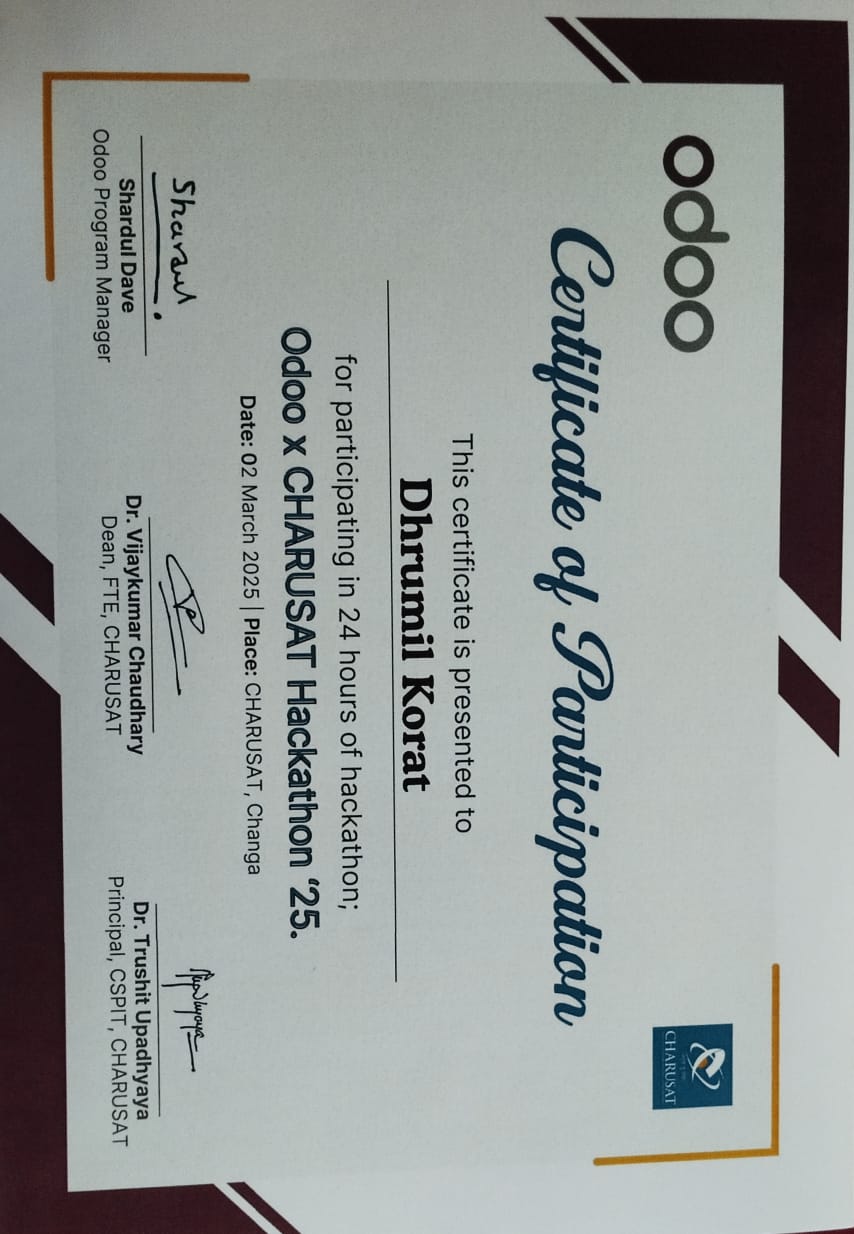 odoo
CHARUSAT
Certificate of Participation
This certificate is presented to
Dhrumil Korat
for participating in 24 hours of hackathon;
Odoo x CHARUSAT Hackathon ‘25.
Date: 02 March 2025 | Place: CHARUSAT, Changa
Shardul
Shardul Dave
Odoo Program Manager
Dr. Vijaykumar Chaudhary
Dean, FTE, CHARUSAT
Dr. Trushit Upadhyaya
Principal, CSPIT, CHARUSAT